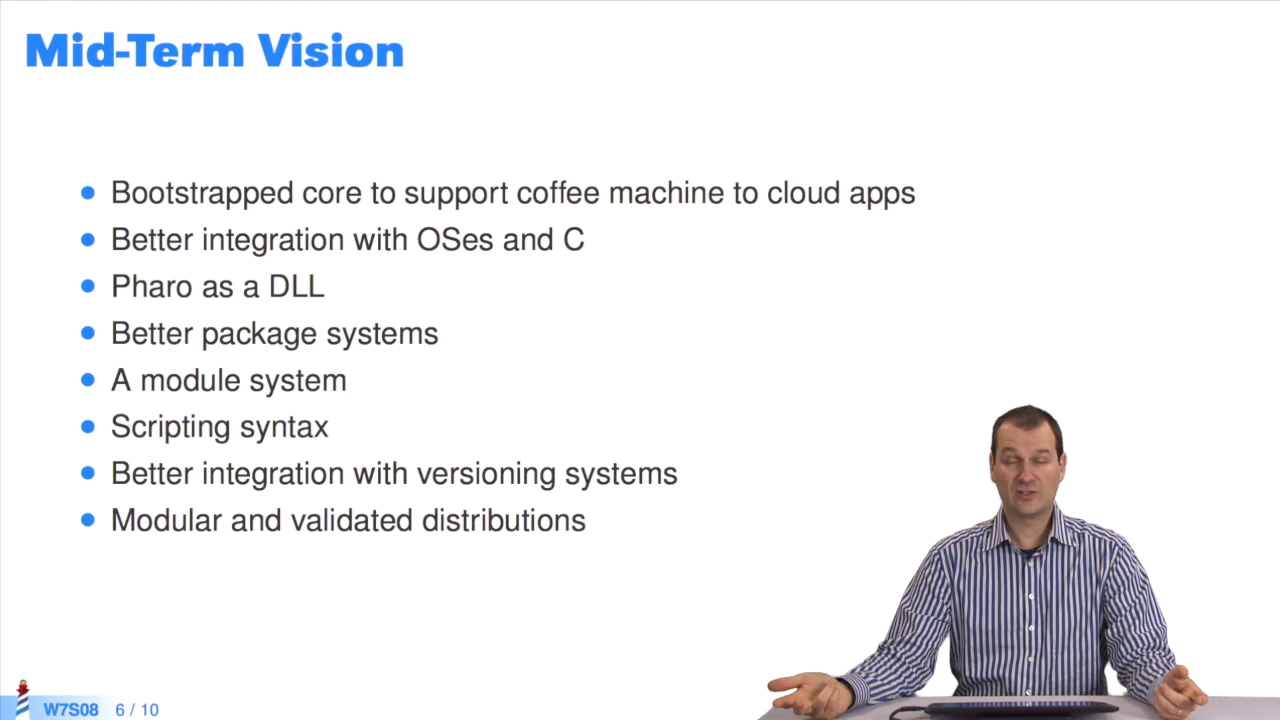 Mid-Term Vision
Bootstrapped core to support coffee machine to cloud apps
Better integration with OSes and C
Pharo as a DLL
Better package systems
A module system
Scripting syntax
Better integration with versioning systems
Modular and validated distributions
W7S08 6 / 10